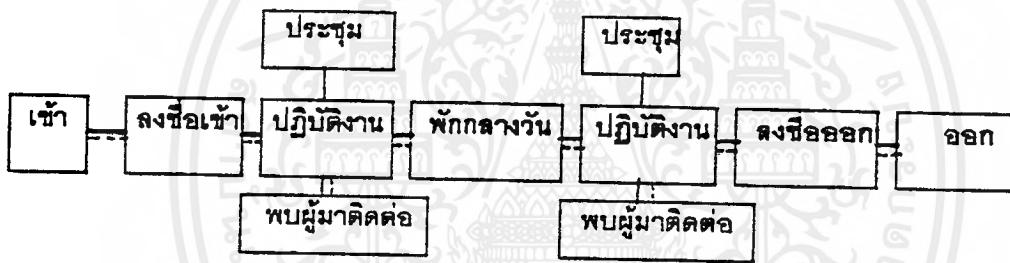 ประชุม
ประชุม
เข้า
ลงชื่อเข้า
ปฏิบัติงาน
พักกลางวัน
ปฏิบัติงาน
ลงชื่อออก
ออก
พบผู้มาติดต่อ
พบผู้มาติดต่อ